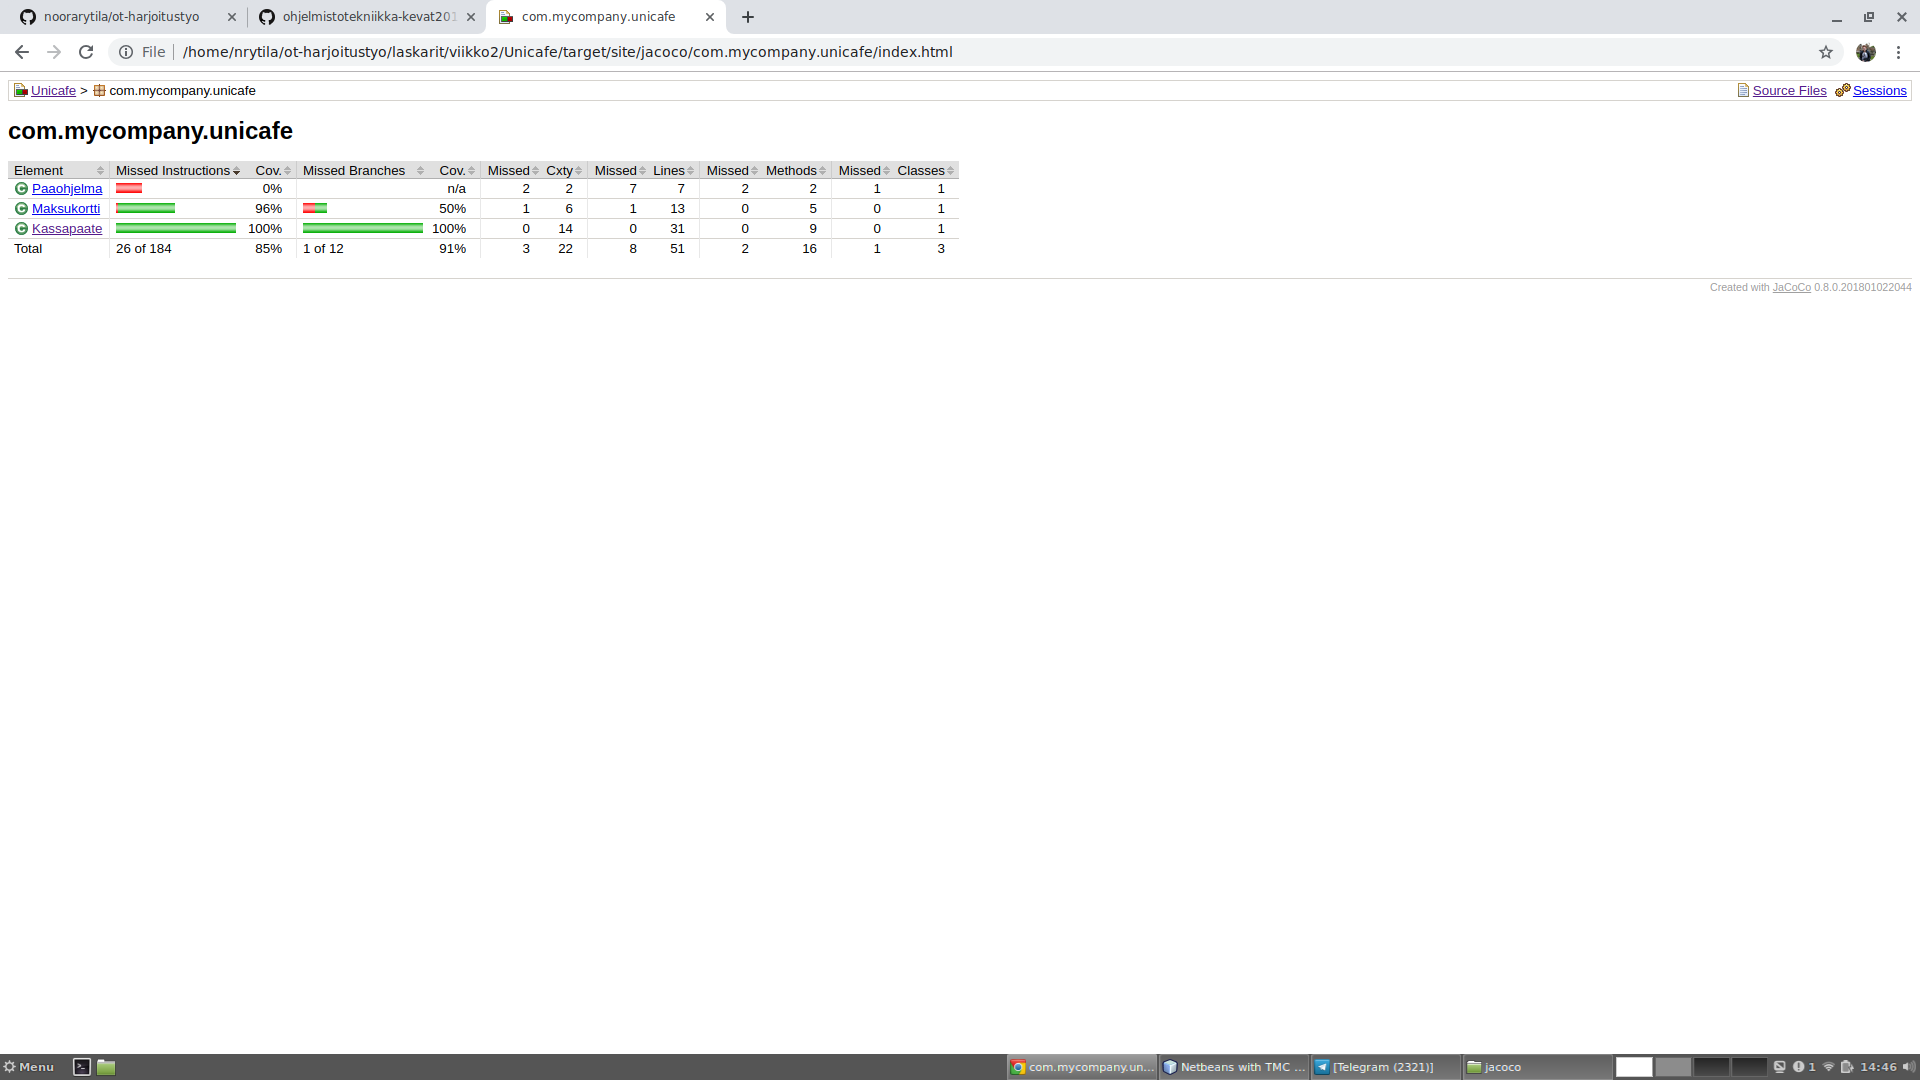 noorarytila/ot-harjoitustyo
ohjelmistotekniikka-kevat201
com.mycompany.unicafe
File /home/nrytila/ot-harjoitustyo/laskarit/viikko2/Unicafe/target/site/jacoco/com.mycompany.unicafe/index.html
Unicafe > com.mycompany.unicafe Source Files Sessions
com.mycompany.unicafe
Element Missed Instructions Cov. Missed Branches Cov. Missed Cxty Missed Lines Missed Methods Missed Classes
Paaohjelma 0% n/a 2 2 7 7 2 2 1 1
Maksukortti 96% 50% 1 6 1 13 0 5 0 1
Kassapaate 100% 100% 0 14 0 31 0 9 0 1
Total 26 of 184 85% 1 of 12 91% 3 22 8 51 2 16 1 3
Created with JaCoCo 0.8.0.201801022044
Menu com.mycompany.un... Netbeans with TMC ... [Telegram (2321)] jacoco 1 14:46